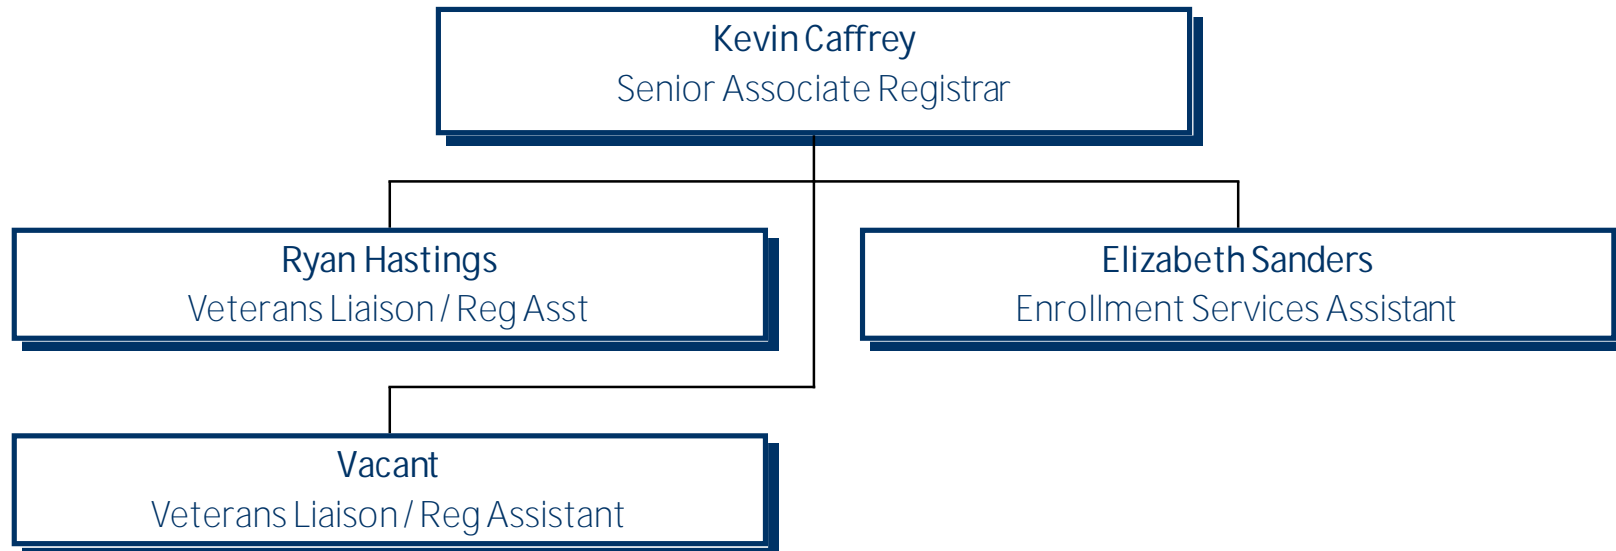 Kevin Caffrey
Senior Associate Registrar
Ryan Hastings
Veterans Liaison / Reg Asst
Elizabeth Sanders
Enrollment Services Assistant
Vacant
Veterans Liaison / Reg Assistant